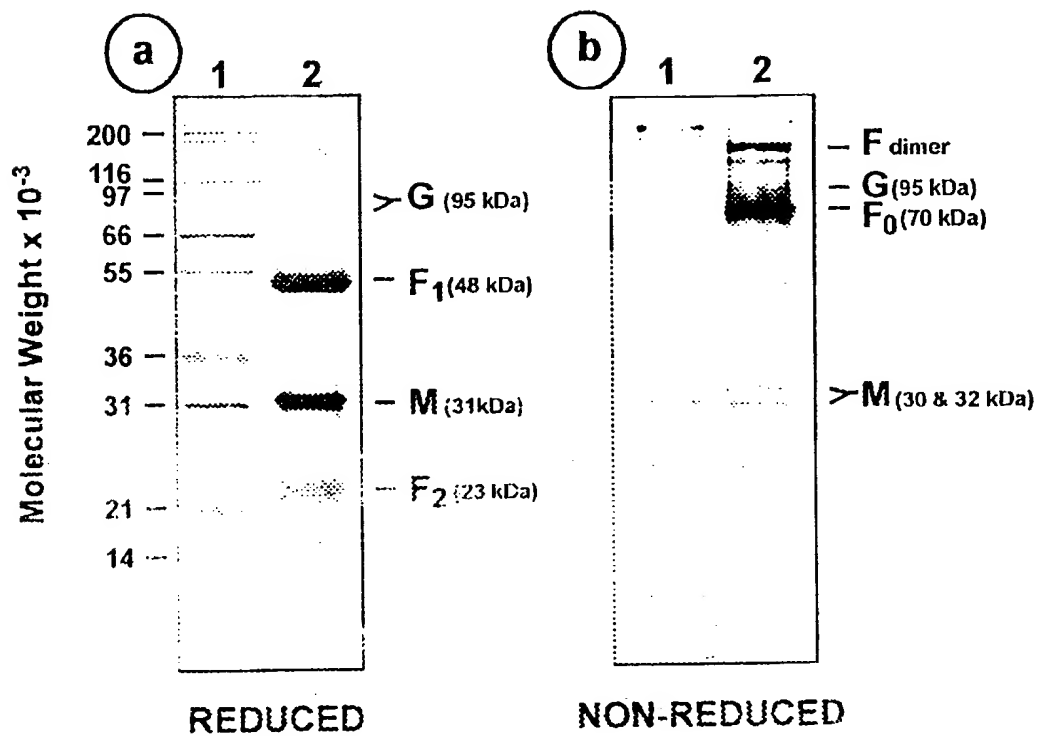 a
1 2
Molecular Weight x 10⁻³
200
116
97
66
55
36
31
21
14
G (95 kDa)
F₁ (48 kDa)
M (31kDa)
F₂ (23 kDa)
REDUCED
b
1 2
F dimer
G (95 kDa)
F₀ (70 kDa)
M (30 & 32 kDa)
NON-REDUCED